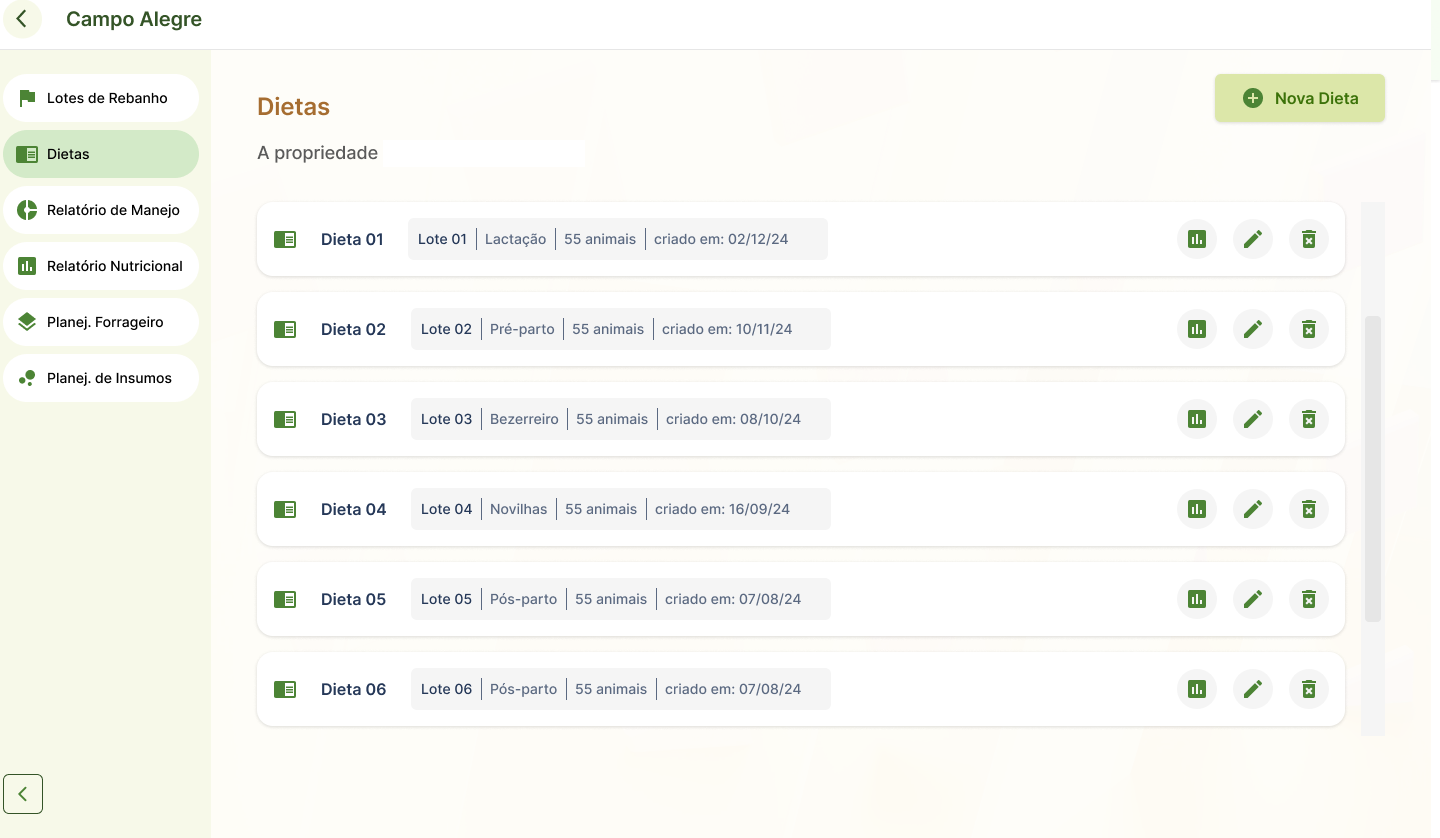 Campo Alegre
Lotes de Rebanho
Dietas
Relatório de Manejo
Relatório Nutricional
Planej. Forrageiro
Planej. de Insumos
Dietas
Nova Dieta
A propriedade
Dieta 01 Lote 01 Lactação 55 animais criado em: 02/12/24
Dieta 02 Lote 02 Pré-parto 55 animais criado em: 10/11/24
Dieta 03 Lote 03 Bezerreiro 55 animais criado em: 08/10/24
Dieta 04 Lote 04 Novilhas 55 animais criado em: 16/09/24
Dieta 05 Lote 05 Pós-parto 55 animais criado em: 07/08/24
Dieta 06 Lote 06 Pós-parto 55 animais criado em: 07/08/24